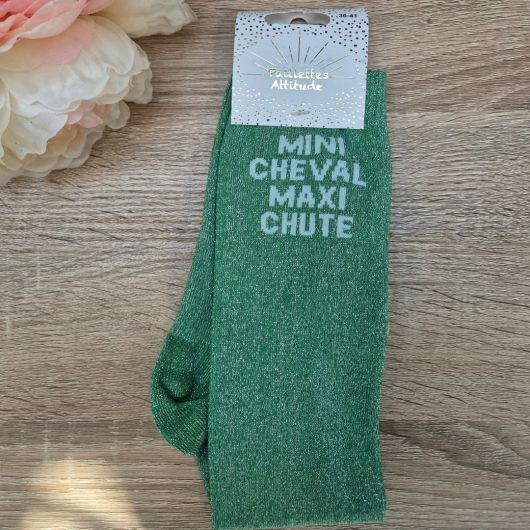 36-41
Paillettes
Attitude
MINI
CHEVAL
MAXI
CHUTE